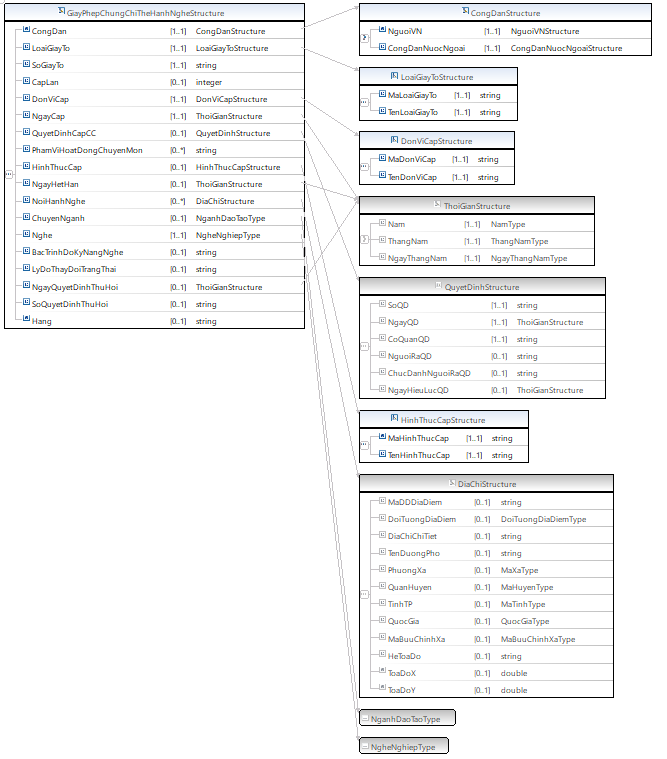 GiayPhepChungChiTheHanhNgheStructure
CongDan [1..1] CongDanStructure
LoaiGiayTo [1..1] LoaiGiayToStructure
SoGiayTo [1..1] string
CapLan [0..1] integer
DonViCap [1..1] DonViCapStructure
NgayCap [1..1] ThoiGianStructure
QuyetDinhCapCC [0..1] QuyetDinhStructure
PhamViHoatDongChuyenMon [0..*] string
HinhThucCap [0..1] HinhThucCapStructure
NgayHetHan [0..1] ThoiGianStructure
NoiHanhNghe [0..*] DiaChiStructure
ChuyenNganh [0..1] NganhDaoTaoType
Nghe [1..1] NgheNghiepType
BacTrinhDoKyNangNghe [0..1] string
LyDoThayDoiTrangThai [0..1] string
NgayQuyetDinhThuHoi [0..1] ThoiGianStructure
SoQuyetDinhThuHoi [0..1] string
Hang [0..1] string
CongDanStructure
NguoiVN [1..1] NguoiVNStructure
CongDanNuocNgoai [1..1] CongDanNuocNgoaiStructure
LoaiGiayToStructure
MaLoaiGiayTo [1..1] string
TenLoaiGiayTo [1..1] string
DonViCapStructure
MaDonViCap [1..1] string
TenDonViCap [1..1] string
ThoiGianStructure
Nam [1..1] NamType
ThangNam [1..1] ThangNamType
NgayThangNam [1..1] NgayThangNamType
QuyetDinhStructure
SoQD [1..1] string
NgayQD [1..1] ThoiGianStructure
CoQuanQD [1..1] string
NguoiRaQD [0..1] string
ChucDanhNguoiRaQD [0..1] string
NgayHieuLucQD [0..1] ThoiGianStructure
HinhThucCapStructure
MaHinhThucCap [1..1] string
TenHinhThucCap [1..1] string
DiaChiStructure
MaDDDiaDiem [0..1] string
DoiTuongDiaDiem [0..1] DoiTuongDiaDiemType
DiaChiChiTiet [0..1] string
TenDuongPho [0..1] string
PhuongXa [0..1] MaXaType
QuanHuyen [0..1] MaHuyenType
TinhTP [0..1] MaTinhType
QuocGia [0..1] QuocGiaType
MaBuuChinhXa [0..1] MaBuuChinhXaType
HeToaDo [0..1] string
ToaDoX [0..1] double
ToaDoY [0..1] double
NganhDaoTaoType
NgheNghiepType